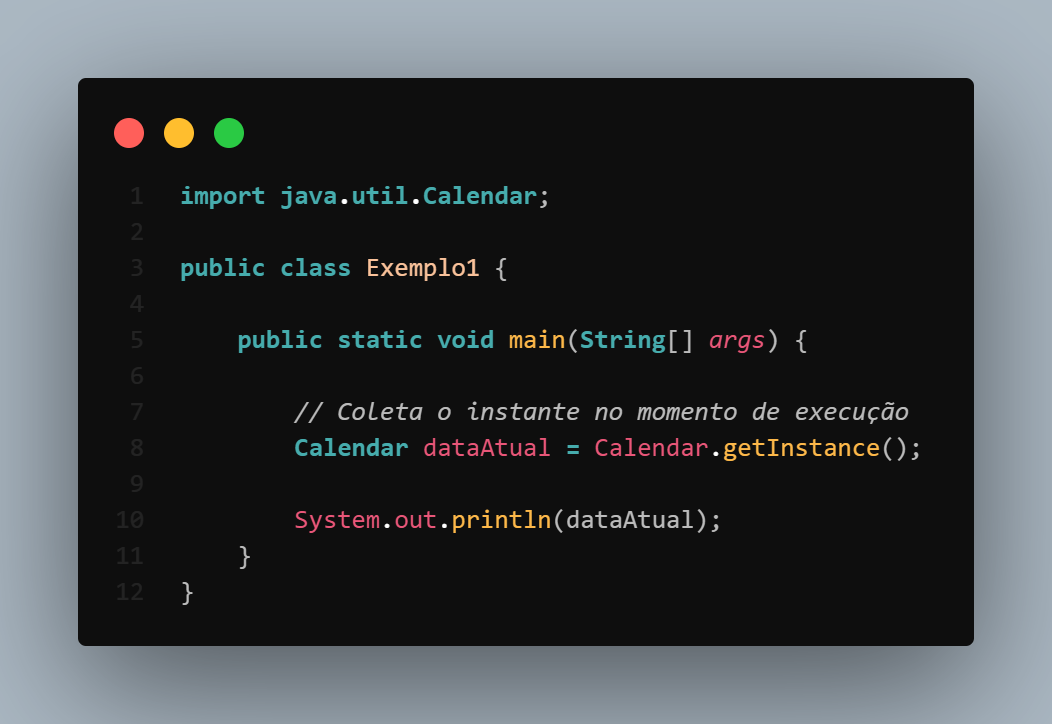 1 import java.util.Calendar;
2
3 public class Exemplo1 {
4
5     public static void main(String[] args) {
6
7         // Coleta o instante no momento de execução
8         Calendar dataAtual = Calendar.getInstance();
9
10         System.out.println(dataAtual);
11     }
12 }